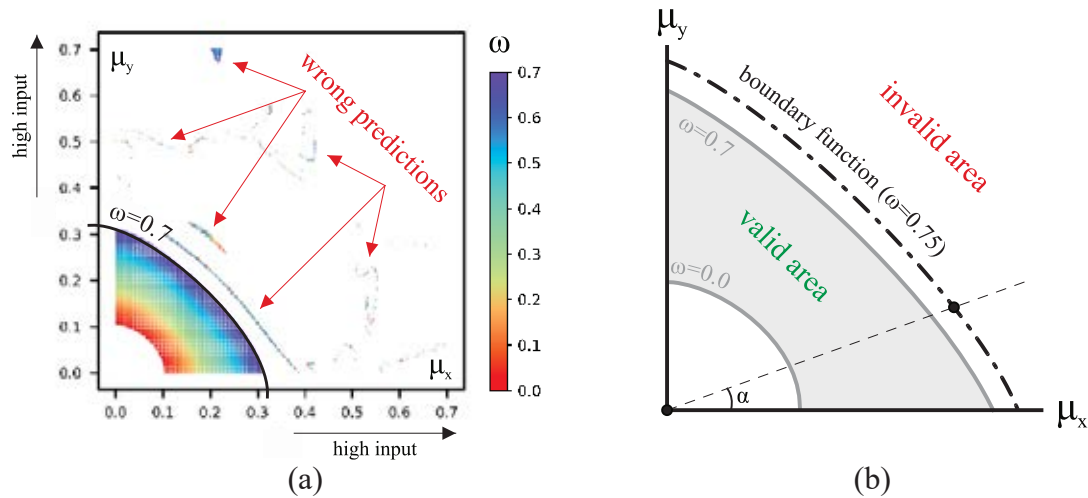 high input
μy
0.7
0.6
0.5
0.4
0.3
0.2
0.1
0.0
0.0 0.1 0.2 0.3 0.4 0.5 0.6 0.7
μx
high input
ω=0.7
wrong predictions
ω
0.7
0.6
0.5
0.4
0.3
0.2
0.1
0.0
(a)
μy
boundary function (ω=0.75)
invalid area
ω=0.7
valid area
ω=0.0
α
μx
(b)